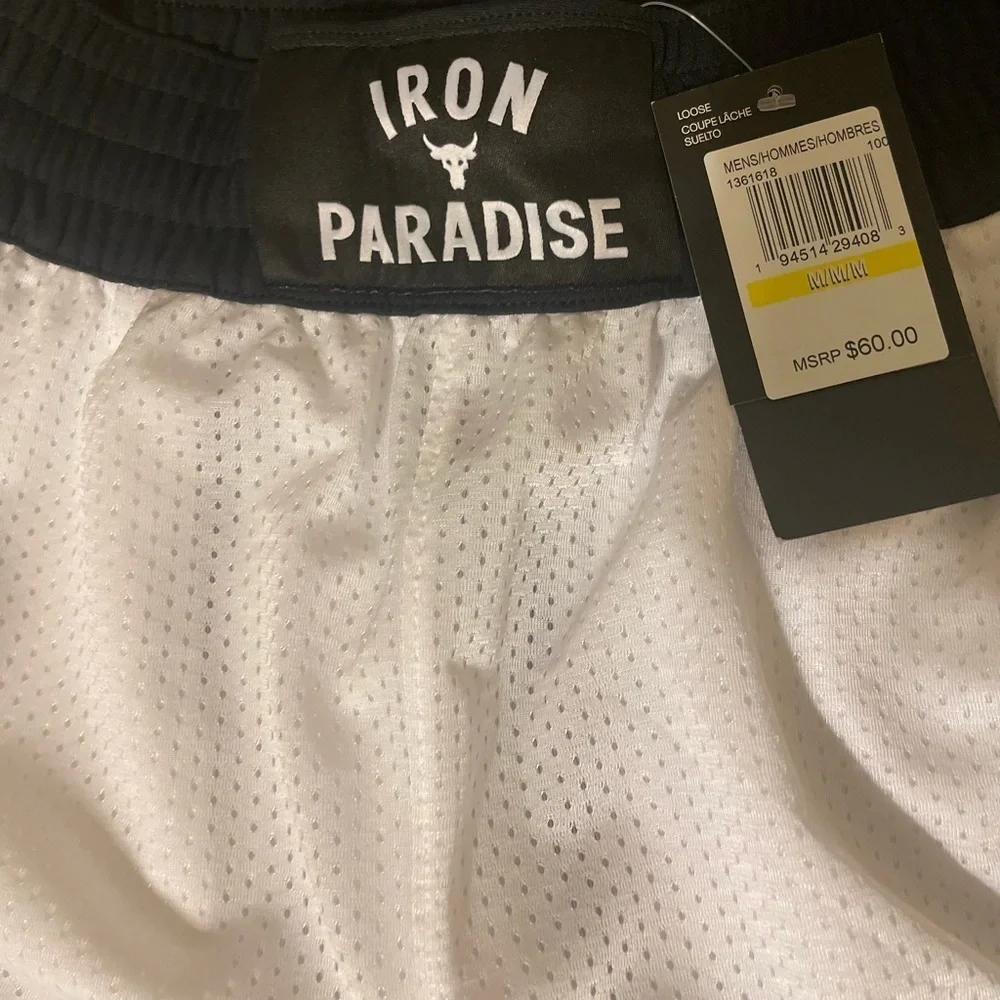 IRON
PARADISE
LOOSE
COUPE LÂCHE
SUELTO
MENS/HOMMES/HOMBRES
1361618 100
1 94514 29408 3
M/M/M
MSRP $60.00